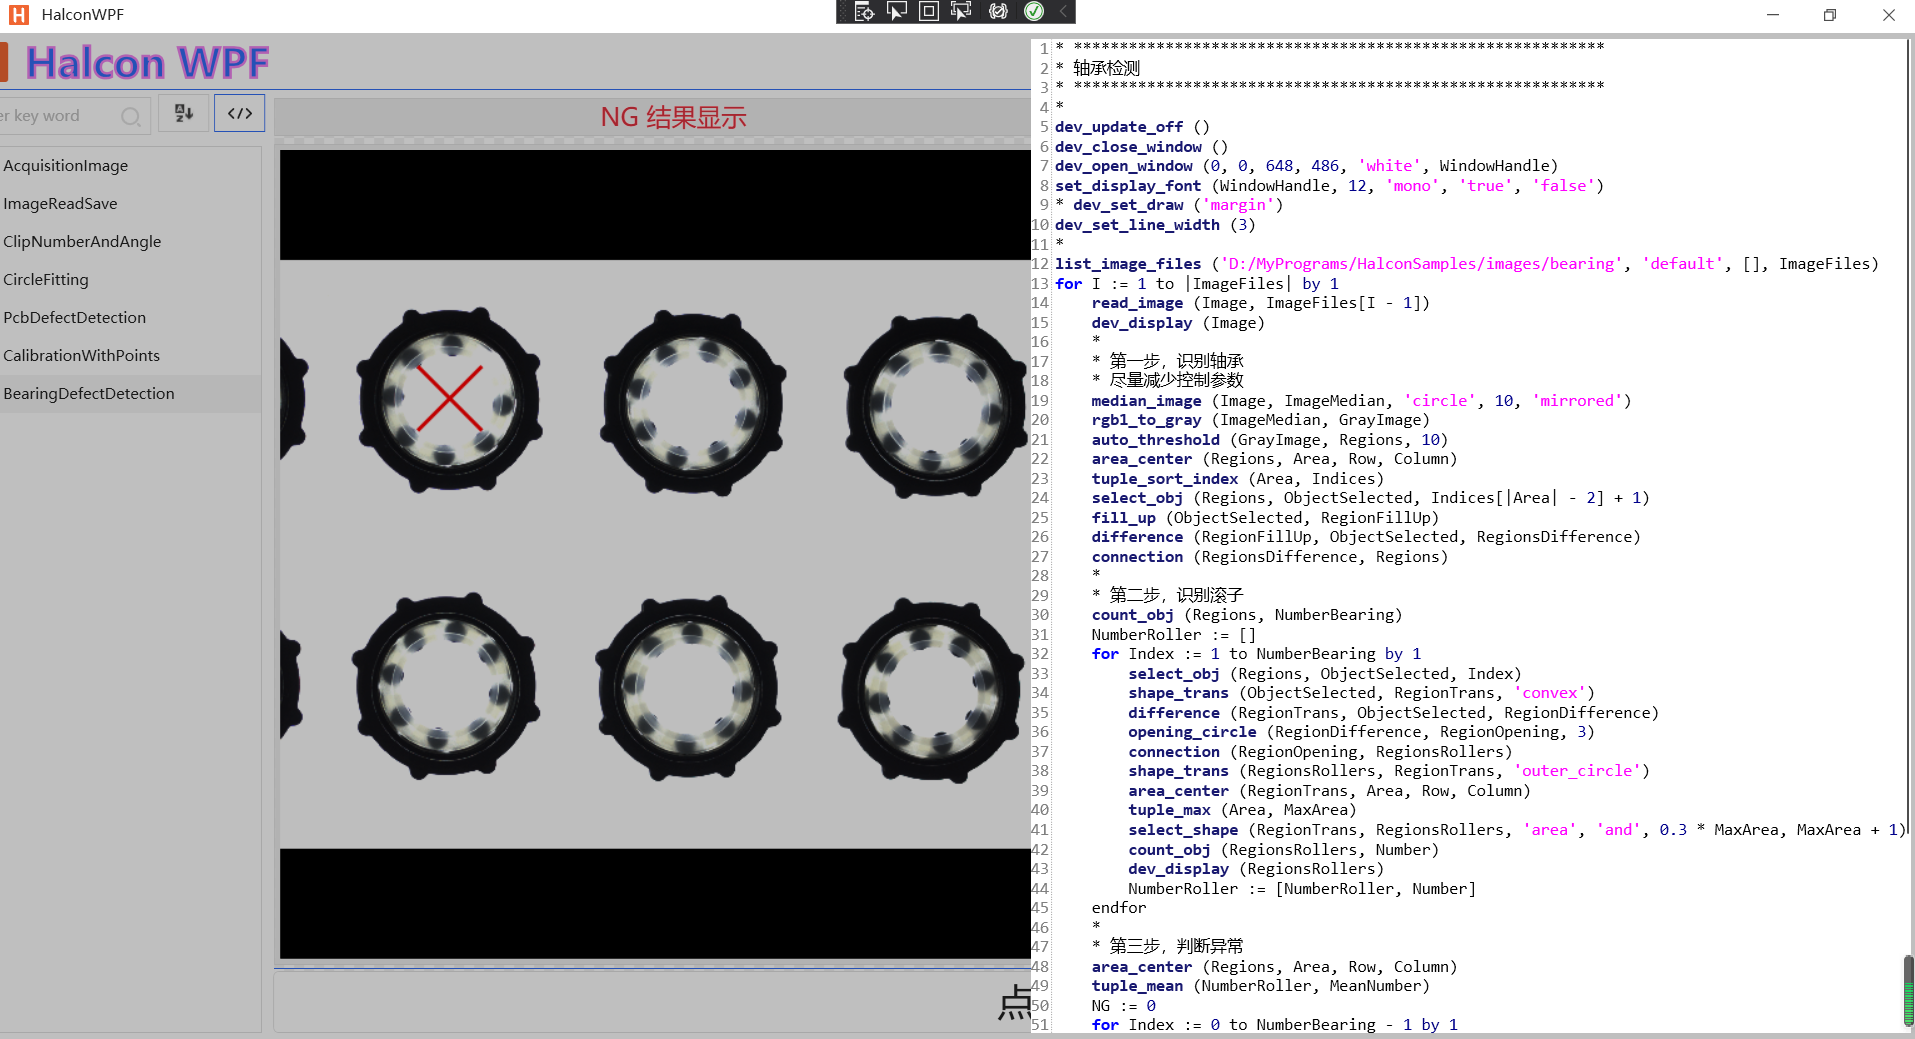 HalconWPF
Halcon WPF
er key word
AcquisitionImage
ImageReadSave
ClipNumberAndAngle
CircleFitting
PcbDefectDetection
CalibrationWithPoints
BearingDefectDetection
NG 结果显示
点
1 * **********************************************************
2 * 轴承检测
3 * **********************************************************
4 *
5 dev_update_off ()
6 dev_close_window ()
7 dev_open_window (0, 0, 648, 486, 'white', WindowHandle)
8 set_display_font (WindowHandle, 12, 'mono', 'true', 'false')
9 * dev_set_draw ('margin')
10 dev_set_line_width (3)
11 *
12 list_image_files ('D:/MyPrograms/HalconSamples/images/bearing', 'default', [], ImageFiles)
13 for I := 1 to |ImageFiles| by 1
14     read_image (Image, ImageFiles[I - 1])
15     dev_display (Image)
16     *
17     * 第一步，识别轴承
18     * 尽量减少控制参数
19     median_image (Image, ImageMedian, 'circle', 10, 'mirrored')
20     rgb1_to_gray (ImageMedian, GrayImage)
21     auto_threshold (GrayImage, Regions, 10)
22     area_center (Regions, Area, Row, Column)
23     tuple_sort_index (Area, Indices)
24     select_obj (Regions, ObjectSelected, Indices[|Area| - 2] + 1)
25     fill_up (ObjectSelected, RegionFillUp)
26     difference (RegionFillUp, ObjectSelected, RegionsDifference)
27     connection (RegionsDifference, Regions)
28     *
29     * 第二步，识别滚子
30     count_obj (Regions, NumberBearing)
31     NumberRoller := []
32     for Index := 1 to NumberBearing by 1
33         select_obj (Regions, ObjectSelected, Index)
34         shape_trans (ObjectSelected, RegionTrans, 'convex')
35         difference (RegionTrans, ObjectSelected, RegionDifference)
36         opening_circle (RegionDifference, RegionOpening, 3)
37         connection (RegionOpening, RegionsRollers)
38         shape_trans (RegionsRollers, RegionTrans, 'outer_circle')
39         area_center (RegionTrans, Area, Row, Column)
40         tuple_max (Area, MaxArea)
41         select_shape (RegionTrans, RegionsRollers, 'area', 'and', 0.3 * MaxArea, MaxArea + 1)
42         count_obj (RegionsRollers, Number)
43         dev_display (RegionsRollers)
44         NumberRoller := [NumberRoller, Number]
45     endfor
46     *
47     * 第三步，判断异常
48     area_center (Regions, Area, Row, Column)
49     tuple_mean (NumberRoller, MeanNumber)
50     NG := 0
51     for Index := 0 to NumberBearing - 1 by 1